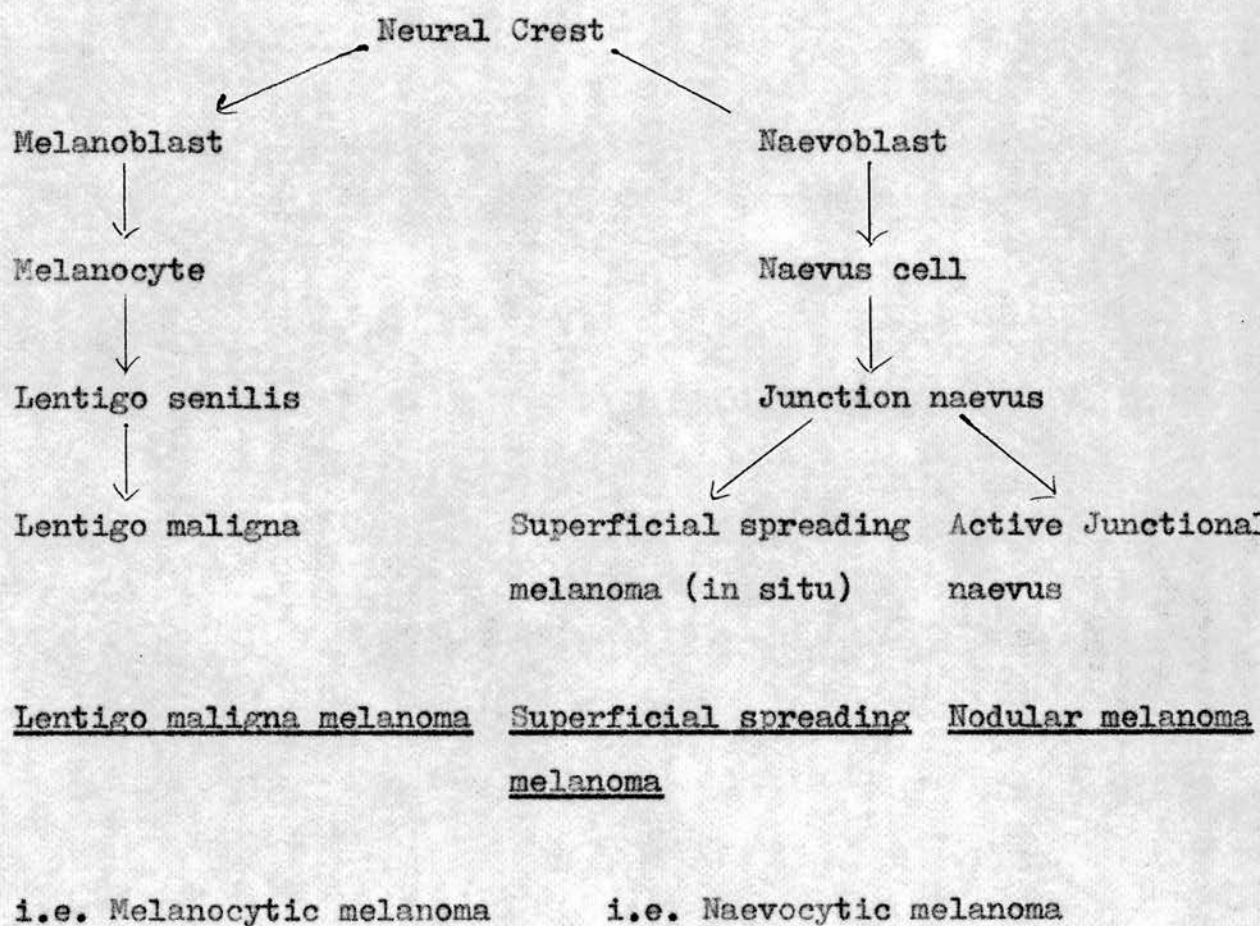 Neural Crest
Melanoblast Naevoblast
Melanocyte Naevus cell
Lentigo senilis Junction naevus
Lentigo maligna Superficial spreading Active Junctional
melanoma (in situ) naevus
Lentigo maligna melanoma Superficial spreading Nodular melanoma
melanoma
i.e. Melanocytic melanoma i.e. Naevocytic melanoma